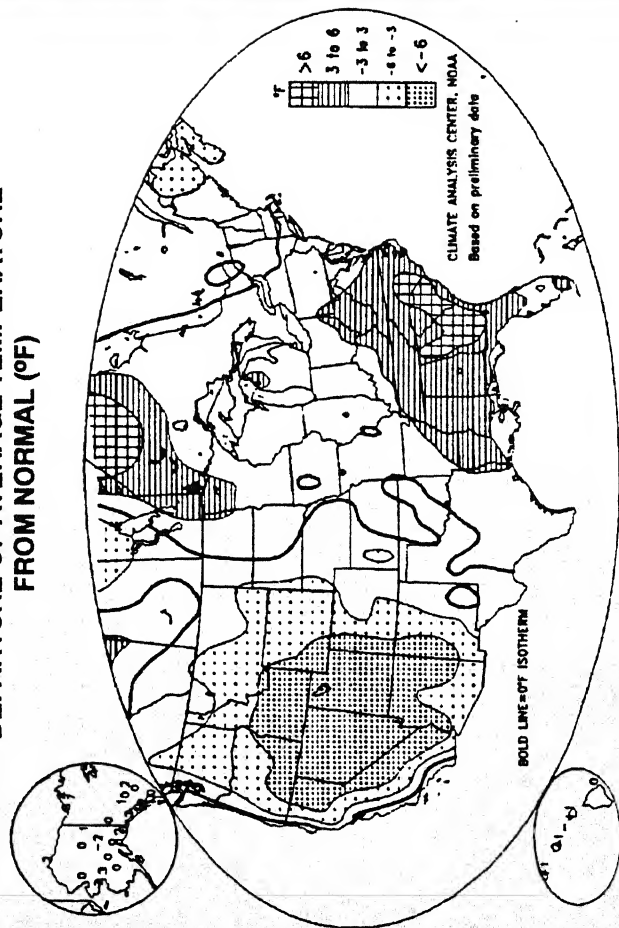 FROM NORMAL (ºF)
°F
>6
3 to 6
-3 to 3
-6 to -3
<-6
CLIMATE ANALYSIS CENTER, NOAA
Based on preliminary data
BOLD LINE=0°F ISOTHERM